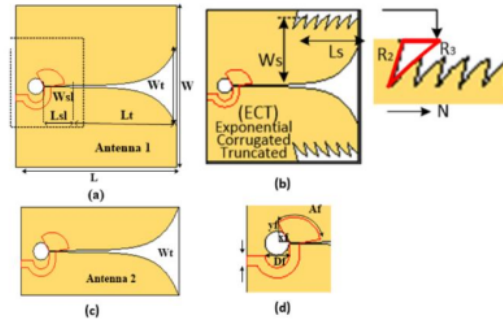 Wt
W
Wsl
Lsl
Lt
Antenna 1
L
(a)
Ws
Ls
(ECT)
Exponential
Corrugated
Truncated
(b)
R2
R3
N
Wt
Antenna 2
(c)
Af
yf
xf
Df
(d)